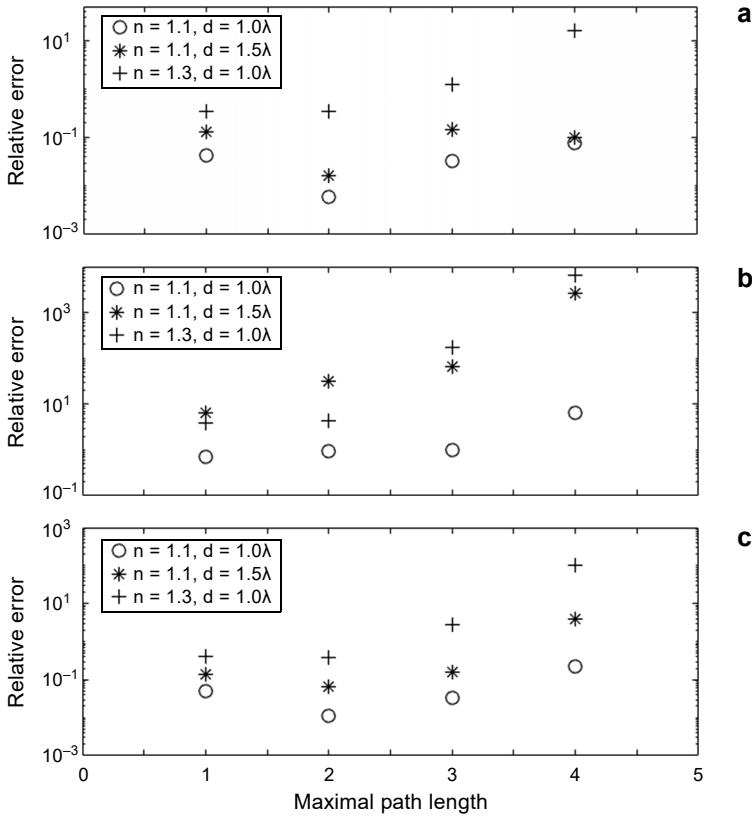 a
10¹
10⁻¹
10⁻³
Relative error
n = 1.1, d = 1.0λ
n = 1.1, d = 1.5λ
n = 1.3, d = 1.0λ
b
10³
10¹
10⁻¹
Relative error
n = 1.1, d = 1.0λ
n = 1.1, d = 1.5λ
n = 1.3, d = 1.0λ
c
10³
10¹
10⁻¹
10⁻³
Relative error
n = 1.1, d = 1.0λ
n = 1.1, d = 1.5λ
n = 1.3, d = 1.0λ
0 1 2 3 4 5
Maximal path length